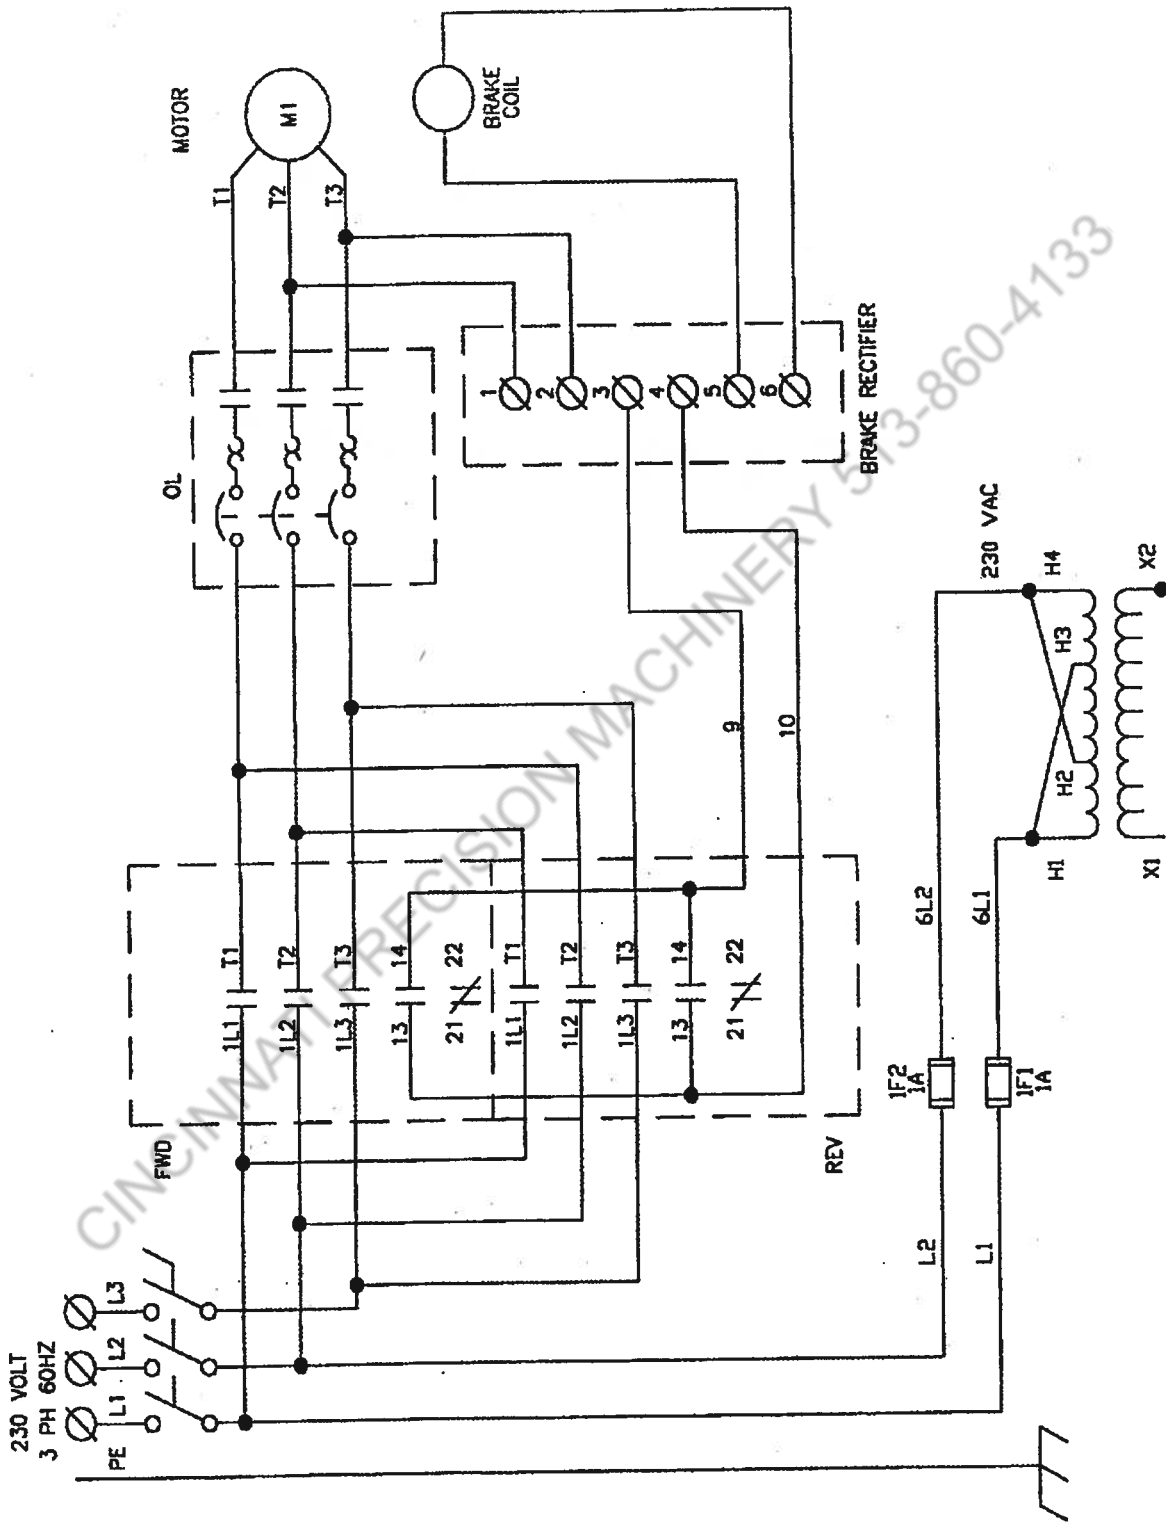 230 VOLT
3 PH 60HZ
PE
L1
L2
L3
FWD
REV
1L1
T1
1L2
T2
1L3
T3
13
14
21
22
1L1
T1
1L2
T2
1L3
T3
13
14
21
22
OL
T1
T2
T3
MOTOR
M1
BRAKE
COIL
1
2
3
4
5
6
BRAKE RECTIFIER
9
10
L2
L1
1F2
1A
1F1
1A
6L2
6L1
230 VAC
H1
H2
H3
H4
X1
X2
CINCINNATI PRECISION MACHINERY 513-860-4133